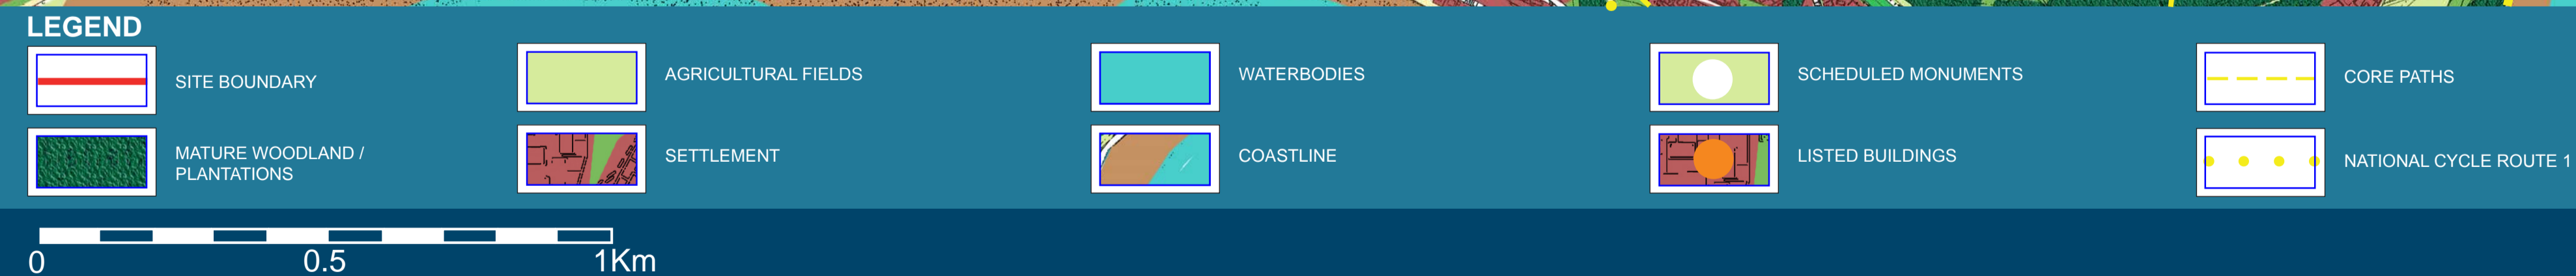 LEGEND
SITE BOUNDARY
AGRICULTURAL FIELDS
WATERBODIES
SCHEDULED MONUMENTS
CORE PATHS
MATURE WOODLAND /
PLANTATIONS
SETTLEMENT
COASTLINE
LISTED BUILDINGS
NATIONAL CYCLE ROUTE 1
0 0.5 1Km